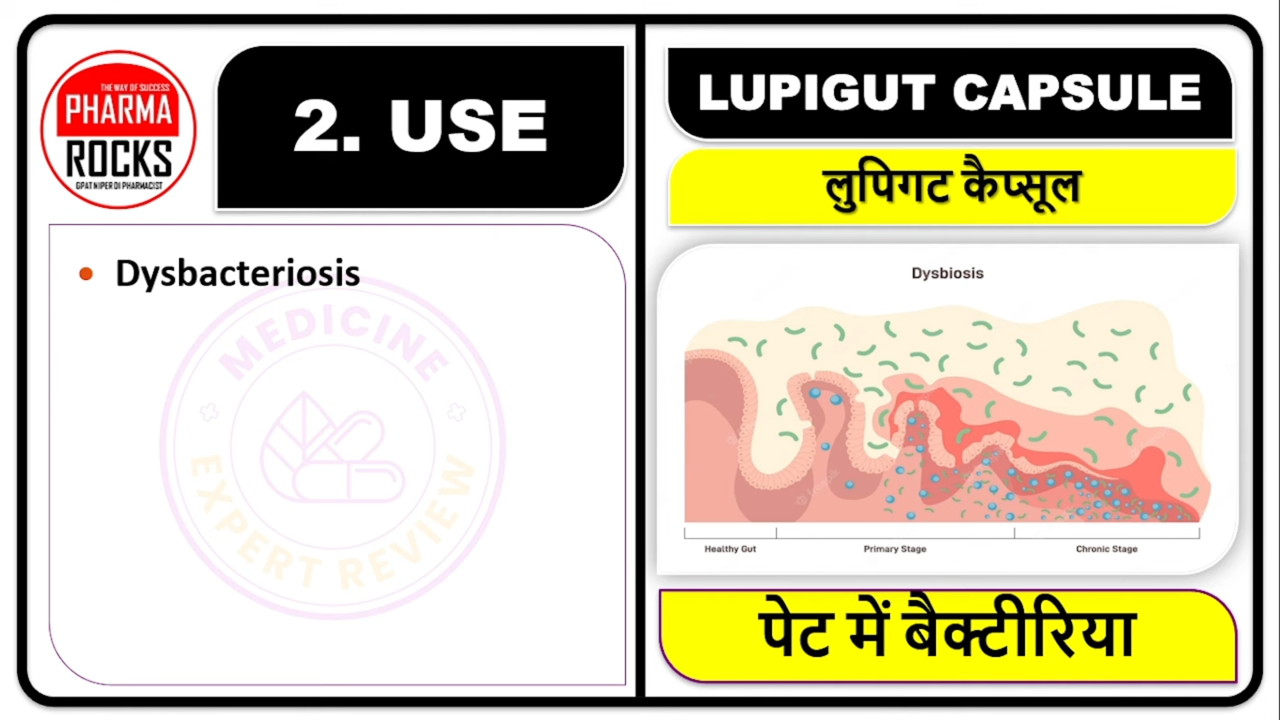 THE WAY OF SUCCESS
PHARMA
ROCKS
GPAT NIPER DI PHARMACIST
2. USE
• Dysbacteriosis
MEDICINE
EXPERT REVIEW
LUPIGUT CAPSULE
लुपिगट कैप्सूल
Dysbiosis
Healthy Gut
Primary Stage
Chronic Stage
पेट में बैक्टीरिया